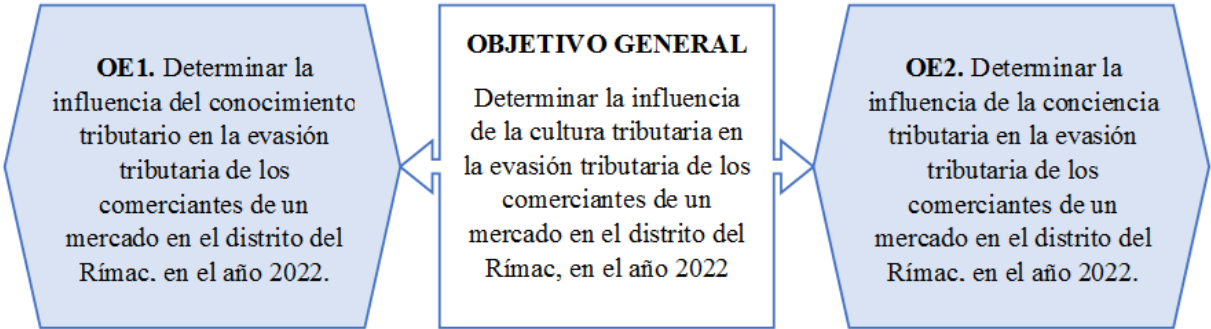 OE1. Determinar la
influencia del conocimiento
tributario en la evasión
tributaria de los
comerciantes de un
mercado en el distrito del
Rímac. en el año 2022.
OBJETIVO GENERAL
Determinar la influencia
de la cultura tributaria en
la evasión tributaria de los
comerciantes de un
mercado en el distrito del
Rímac, en el año 2022
OE2. Determinar la
influencia de la conciencia
tributaria en la evasión
tributaria de los
comerciantes de un
mercado en el distrito del
Rímac. en el año 2022.